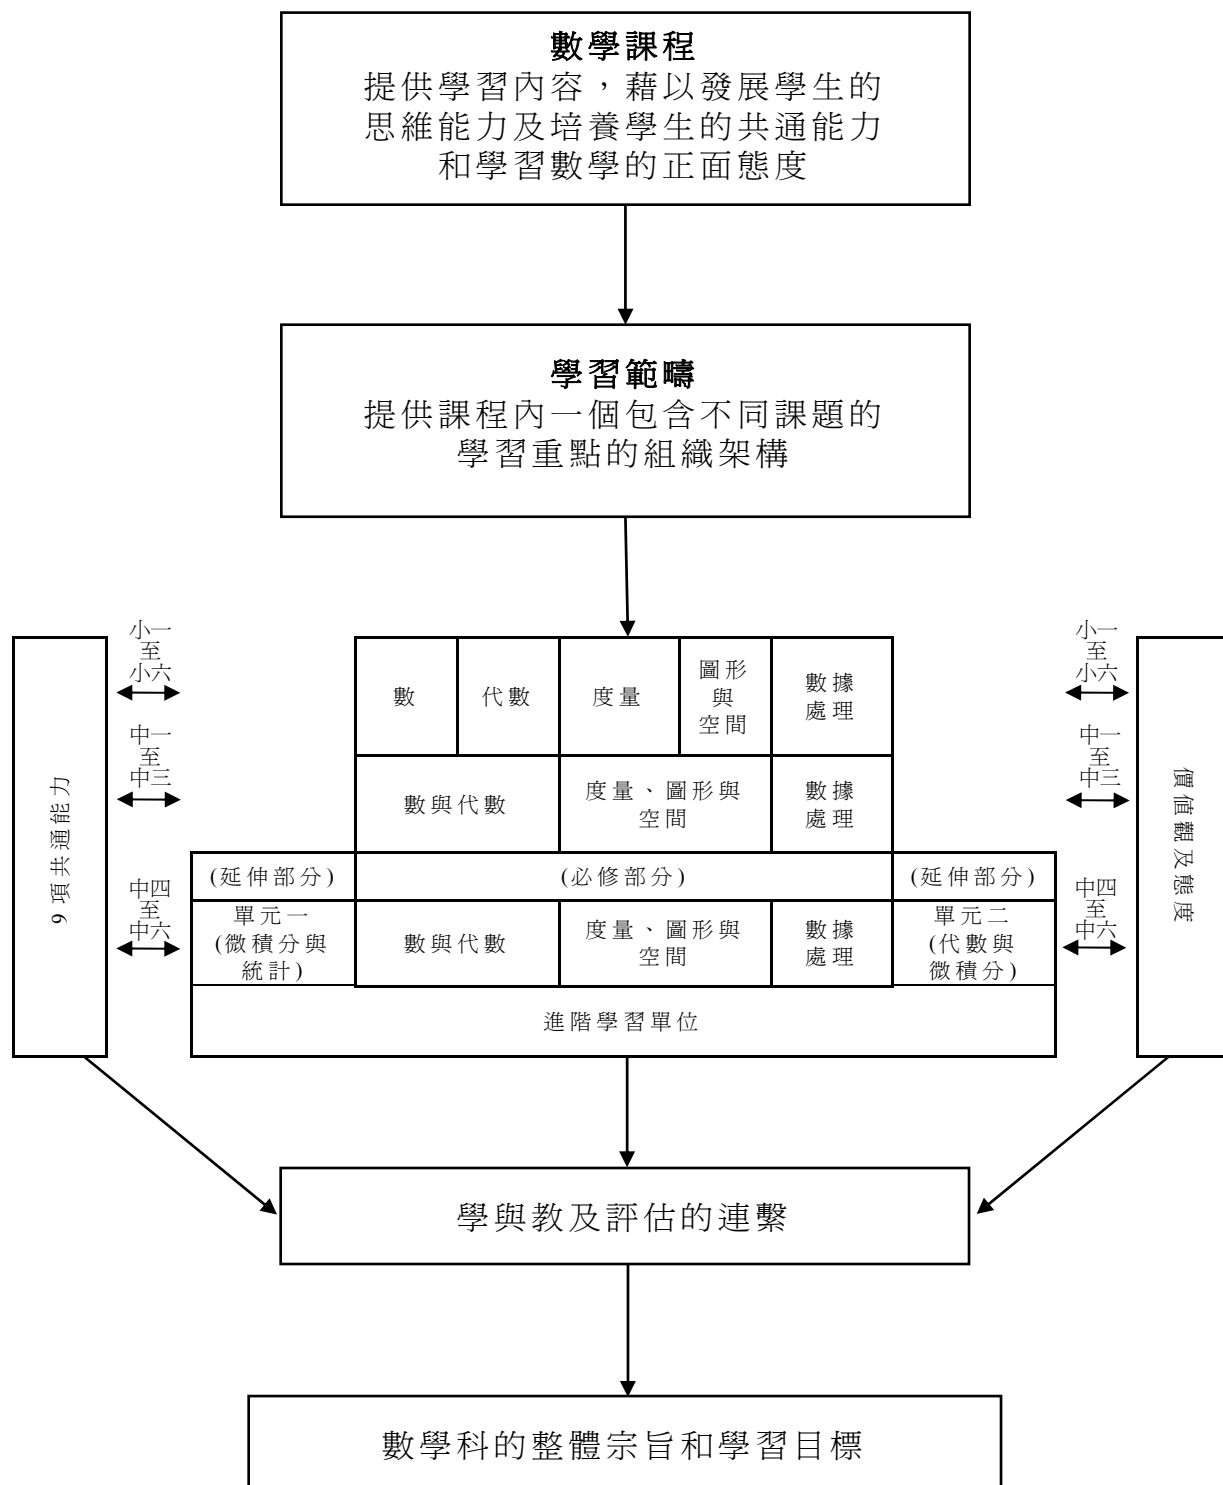 數學課程
提供學習內容，藉以發展學生的
思維能力及培養學生的共通能力
和學習數學的正面態度
學習範疇
提供課程內一個包含不同課題的
學習重點的組織架構
9 項共通能力
小一
至
小六
中一
至
中三
中四
至
中六
數
代數
度量
圖形
與
空間
數據
處理
數與代數
度量、圖形與
空間
數據
處理
(延伸部分)
(必修部分)
(延伸部分)
單元一
(微積分與
統計)
數與代數
度量、圖形與
空間
數據
處理
單元二
(代數與
微積分)
進階學習單位
小一
至
小六
中一
至
中三
中四
至
中六
價值觀及態度
學與教及評估的連繫
數學科的整體宗旨和學習目標